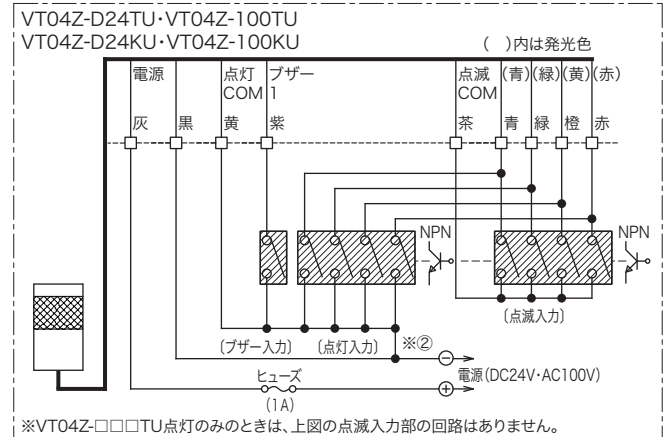 VT04Z-D24TU・VT04Z-100TU
VT04Z-D24KU・VT04Z-100KU
( )内は発光色
電源 点灯 ブザー 点滅 (青)(緑)(黄)(赤)
COM 1 COM
灰 黒 黄 紫 茶 青 緑 橙 赤
NPN NPN
(点滅入力)
(ブザー入力) (点灯入力) ※②
⊖
ヒューズ ⊕ 電源(DC24V・AC100V)
(1A)
※VT04Z-□□□TU点灯のみのときは、上図の点滅入力部の回路はありません。